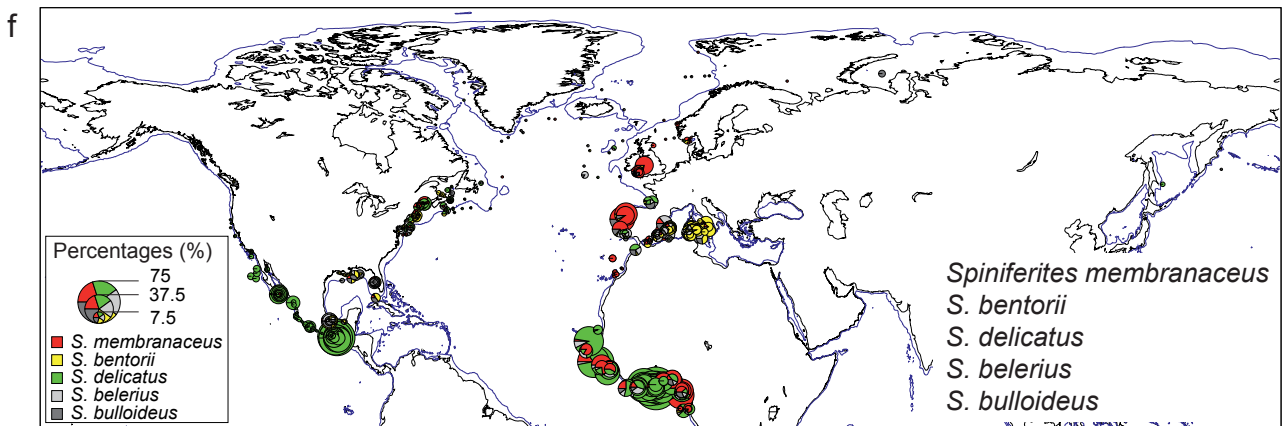 f
Percentages (%)
75
37.5
7.5
S. membranaceus
S. bentorii
S. delicatus
S. belerius
S. bulloideus
Spiniferites membranaceus
S. bentorii
S. delicatus
S. belerius
S. bulloideus